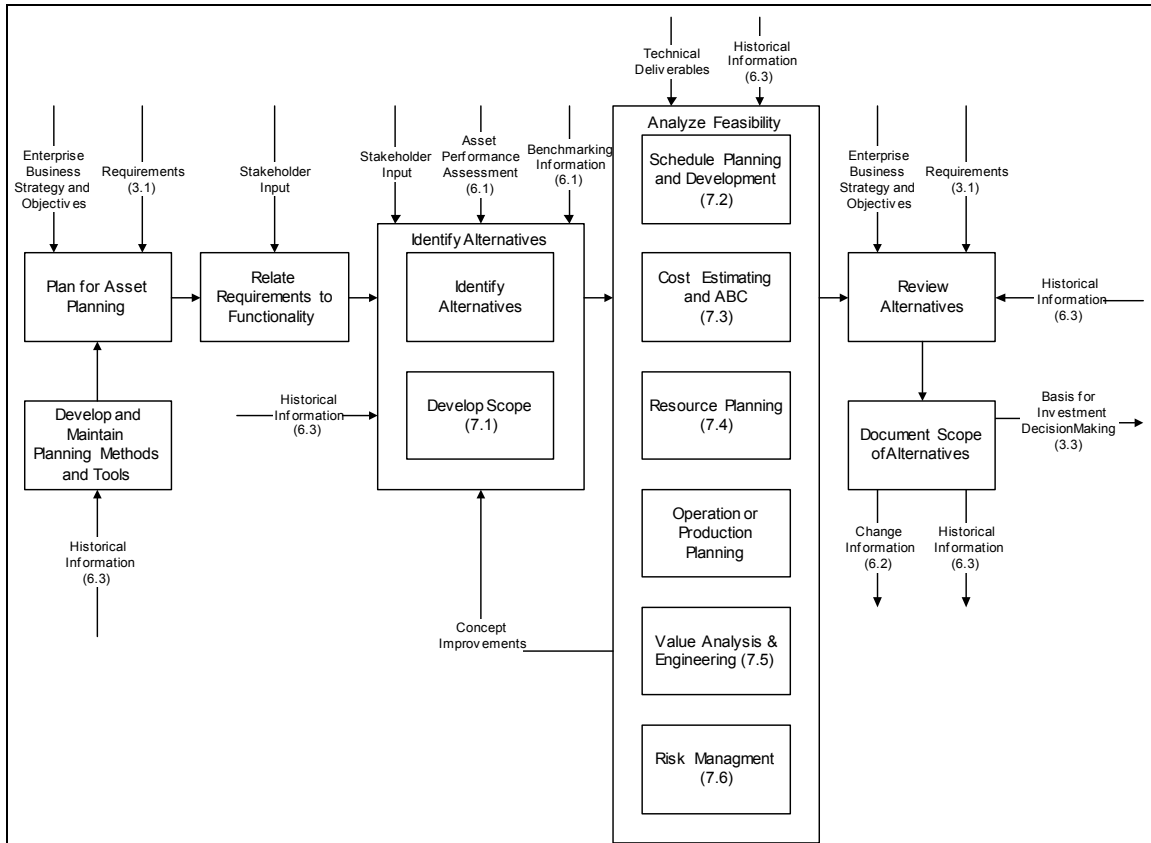 Technical
Deliverables
Historical
Information
(6.3)
Enterprise
Business
Strategy and
Objectives
Requirements
(3.1)
Stakeholder
Input
Stakeholder
Input
Asset
Performance
Assessment
(6.1)
Benchmarking
Information
(6.1)
Analyze Feasibility
Schedule Planning
and Development
(7.2)
Enterprise
Business
Strategy and
Objectives
Requirements
(3.1)
Plan for Asset
Planning
Relate
Requirements to
Functionality
Identify Alternatives
Identify
Alternatives
Cost Estimating
and ABC
(7.3)
Review
Alternatives
Historical
Information
(6.3)
Develop and
Maintain
Planning Methods
and Tools
Historical
Information
(6.3)
Develop Scope
(7.1)
Resource Planning
(7.4)
Document Scope
of Alternatives
Basis for
Investment
DecisionMaking
(3.3)
Historical
Information
(6.3)
Operation or
Production
Planning
Change
Information
(6.2)
Historical
Information
(6.3)
Concept
Improvements
Value Analysis &
Engineering (7.5)
Risk Managment
(7.6)